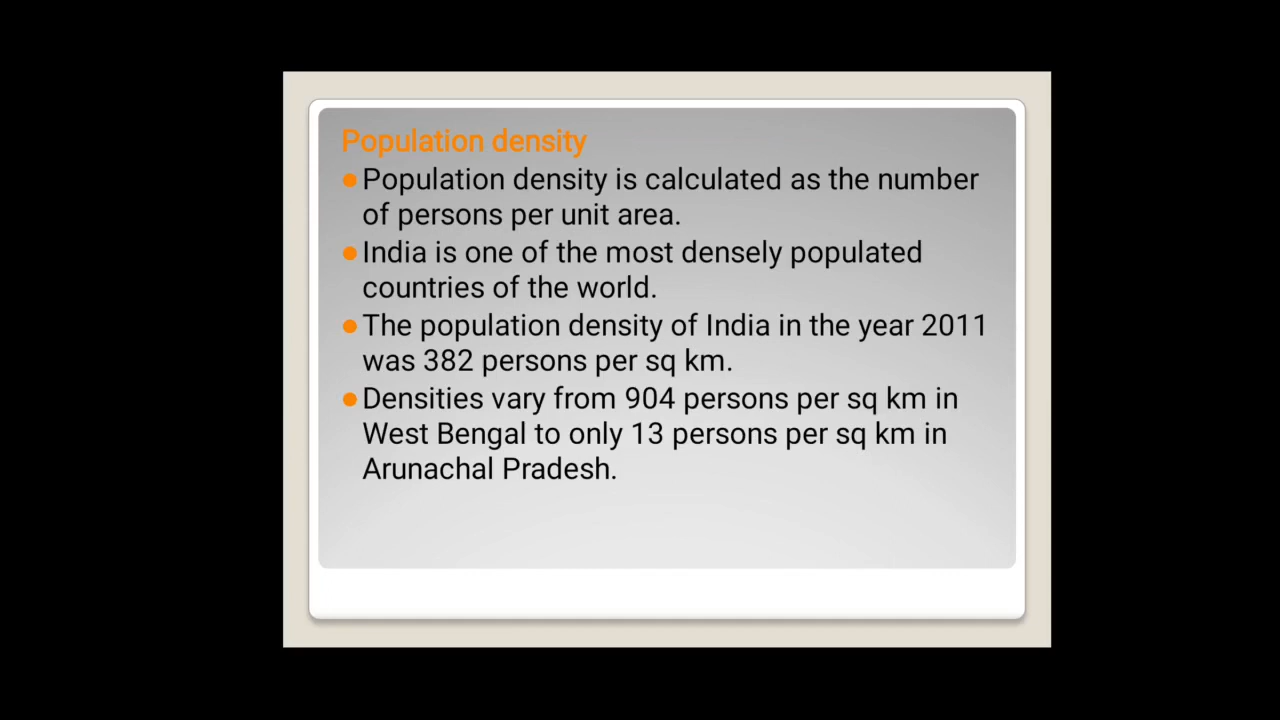 Population density
●Population density is calculated as the number
of persons per unit area.
●India is one of the most densely populated
countries of the world.
●The population density of India in the year 2011
was 382 persons per sq km.
●Densities vary from 904 persons per sq km in
West Bengal to only 13 persons per sq km in
Arunachal Pradesh.